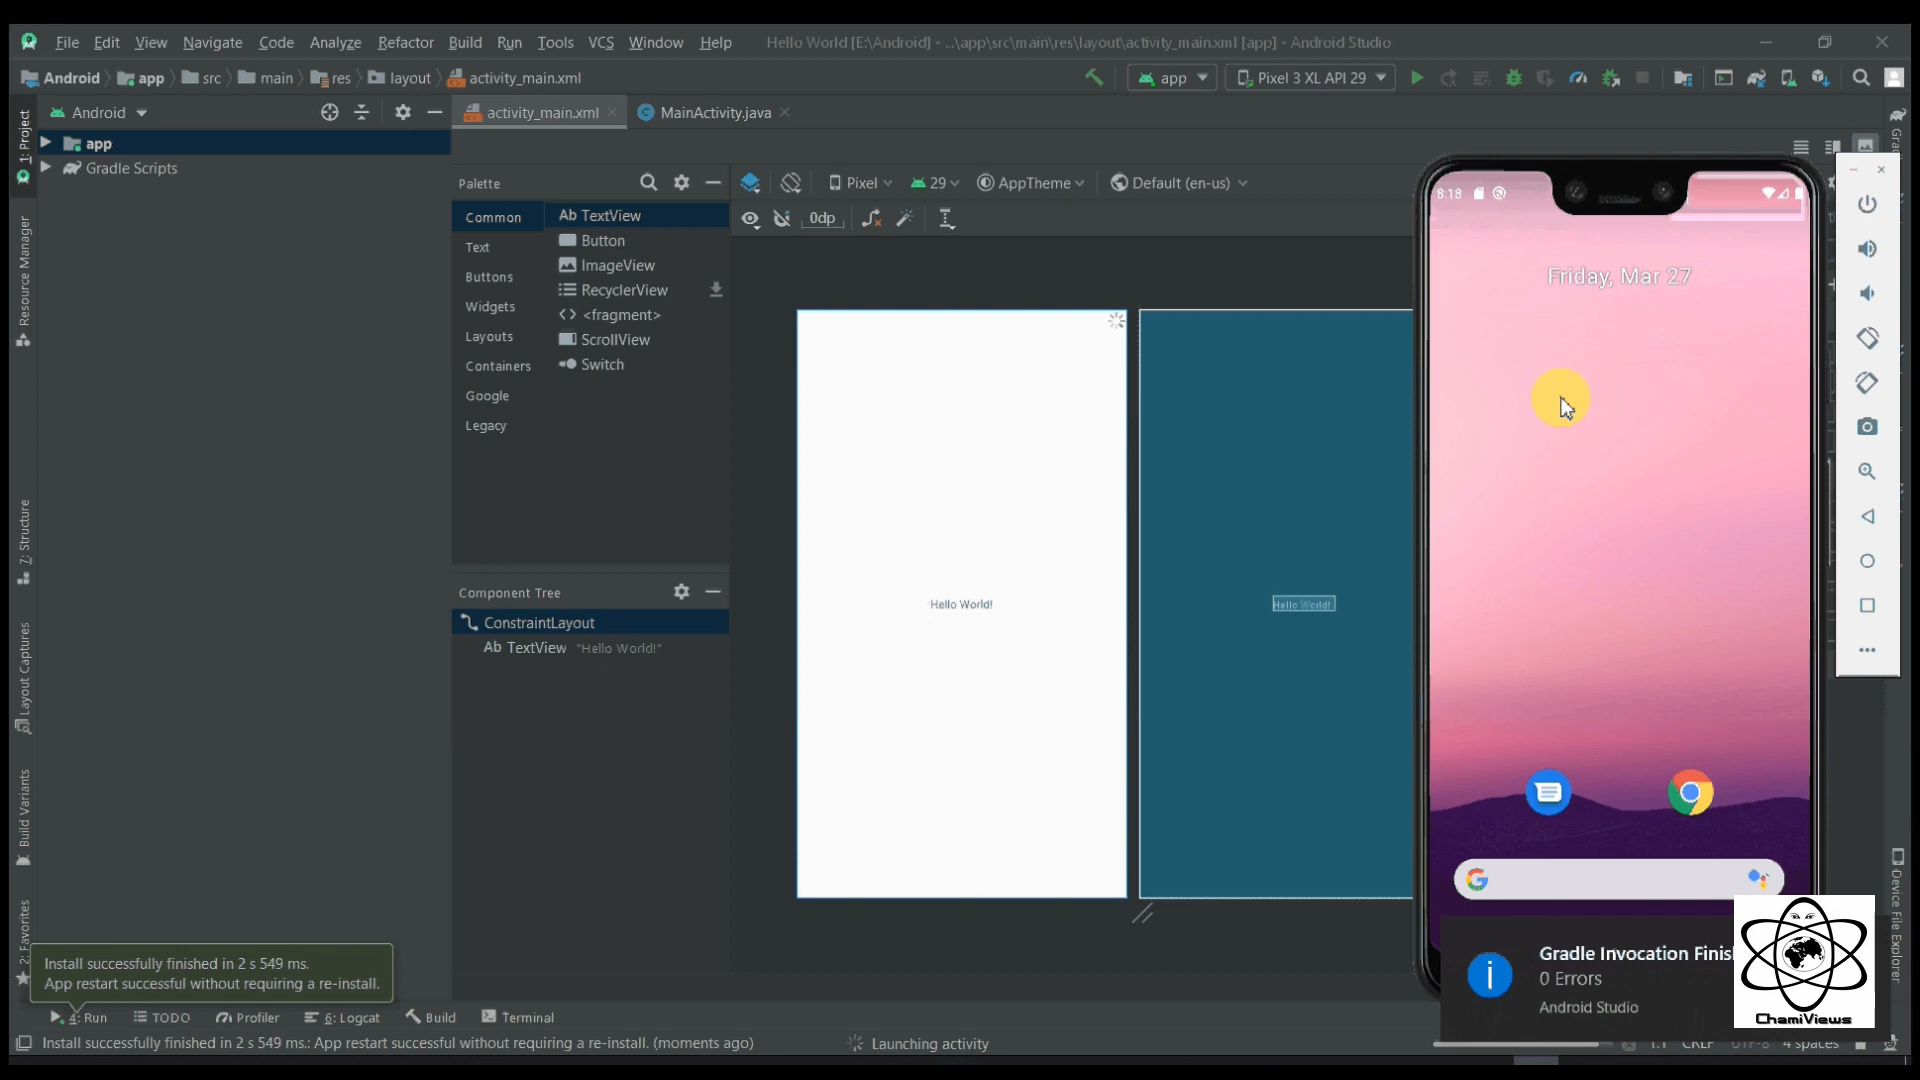 File Edit View Navigate Code Analyze Refactor Build Run Tools VCS Window Help Hello World [E:\Android] - ...\app\src\main\res\layout\activity_main.xml [app] - Android Studio
Android app src main res layout activity_main.xml
app Pixel 3 XL API 29
Android
activity_main.xml
MainActivity.java
app
Gradle Scripts
1: Project
Resource Manager
7: Structure
Layout Captures
Build Variants
2: Favorites
Palette
Common
Text
Buttons
Widgets
Layouts
Containers
Google
Legacy
Ab TextView
Button
ImageView
RecyclerView
<> <fragment>
ScrollView
Switch
Pixel 29 AppTheme Default (en-us)
0dp
Hello World!
Hello World!
Component Tree
ConstraintLayout
Ab TextView "Hello World!"
8:18
Friday, Mar 27
Device File Explorer
Gradle Invocation
0 Errors
Android Studio
ChamiViews
Install successfully finished in 2 s 549 ms.
App restart successful without requiring a re-install.
4: Run TODO Profiler 6: Logcat Build Terminal
Install successfully finished in 2 s 549 ms.: App restart successful without requiring a re-install. (moments ago) Launching activity
1:1 CRLF UTF-8 4 spaces